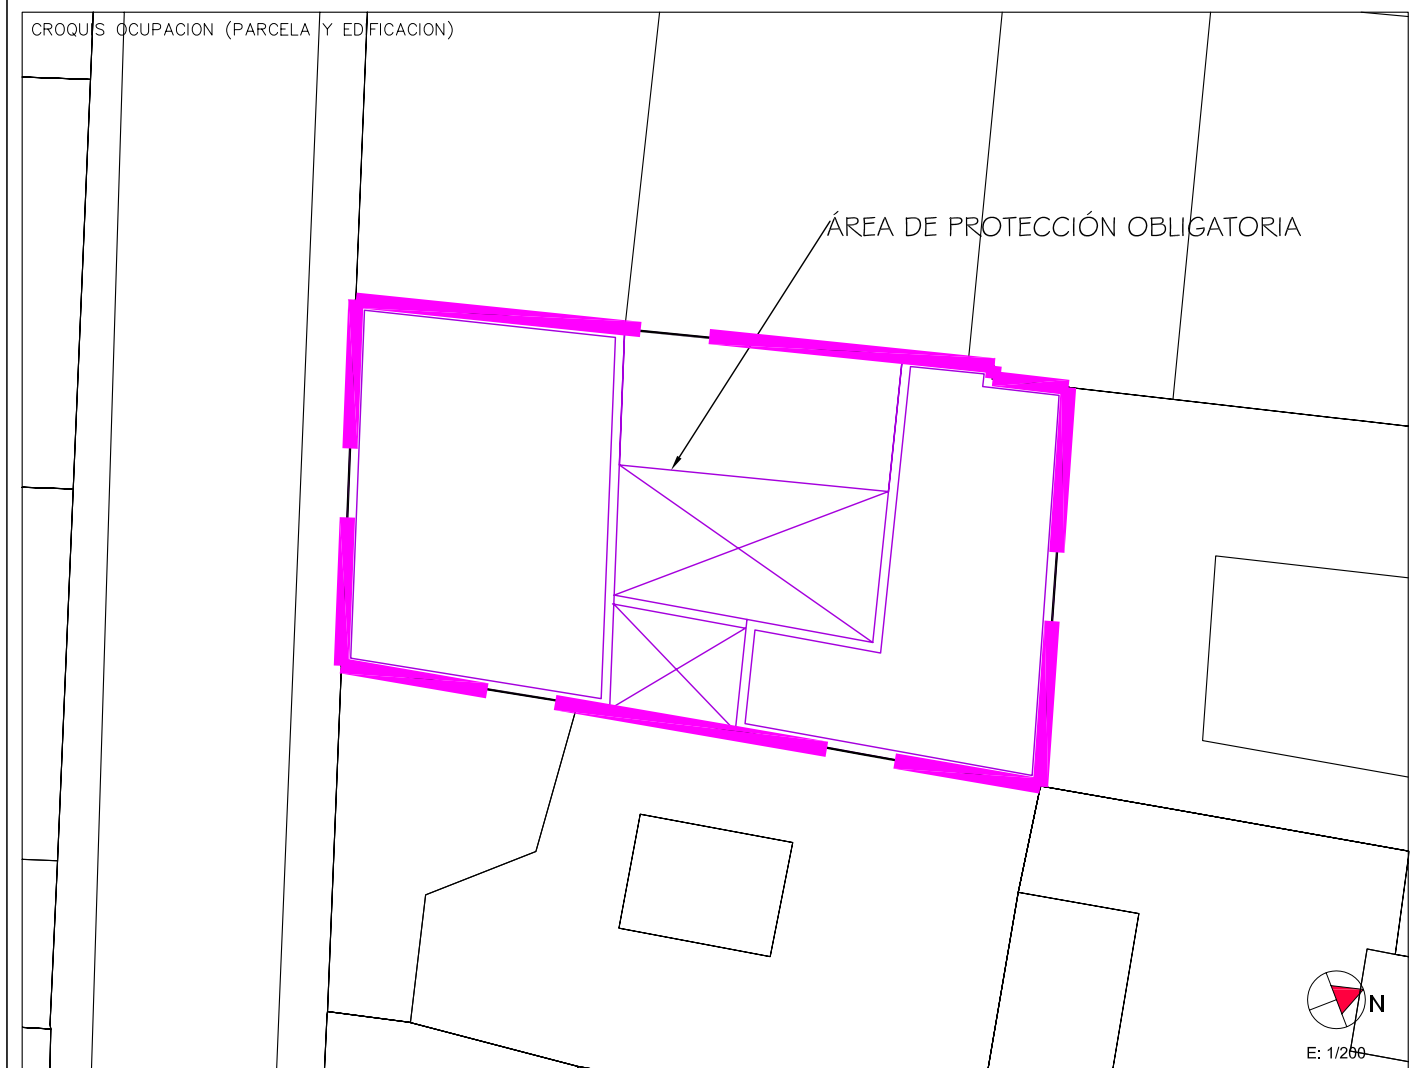 CROQUIS OCUPACION (PARCELA Y EDIFICACION)
ÁREA DE PROTECCIÓN OBLIGATORIA
N
E: 1/200